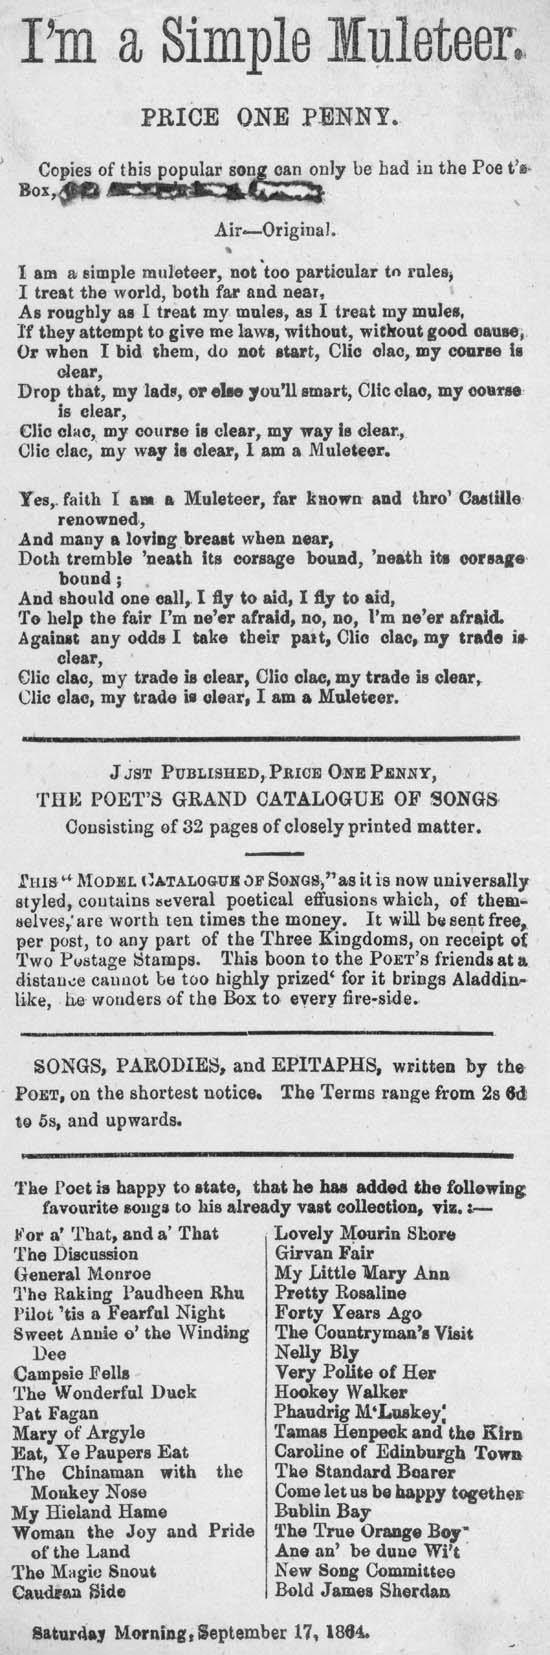 I'm a Simple Muleteer.
PRICE ONE PENNY.
Copies of this popular song can only be had in the Poe t's
Box,
Air—Original.
I am a simple muleteer, not too particular to rules,
I treat the world, both far and near,
As roughly as I treat my mules, as I treat my mules,
If they attempt to give me laws, without, without good cause,
Or when I bid them, do not start, Clic clac, my course is
clear,
Drop that, my lads, or else you'll smart, Clic clac, my course
is clear,
Clic clac, my course is clear, my way is clear,
Clic clac, my way is clear, I am a Muleteer.
Yes, faith I am a Muleteer, far known and thro' Castille
renowned,
And many a loving breast when near,
Doth tremble 'neath its corsage bound, 'neath its corsage
bound ;
And should one call, I fly to aid, I fly to aid,
To help the fair I'm ne'er afraid, no, no, I'm ne'er afraid.
Against any odds I take their part, Clic clac, my trade is
clear,
Clic clac, my trade is clear, Clic clac, my trade is clear,
Clic clac, my trade is clear, I am a Muleteer.
JJST PUBLISHED, PRICE ONE PENNY,
THE POET'S GRAND CATALOGUE OF SONGS
Consisting of 32 pages of closely printed matter.
THIS "MODEL CATALOGUE OF SONGS," as it is now universally
styled, contains several poetical effusions which, of them-
selves, are worth ten times the money. It will be sent free,
per post, to any part of the Three Kingdoms, on receipt of
Two Postage Stamps. This boon to the POET'S friends at a
distance cannot be too highly prized' for it brings Aladdin-
like, he wonders of the Box to every fire-side.
SONGS, PARODIES, and EPITAPHS, written by the
POET, on the shortest notice. The Terms range from 2s 6d
to 5s, and upwards.
The Poet is happy to state, that he has added the following
favourite songs to his already vast collection, viz. :—
For a' That, and a' That
The Discussion
General Monroe
The Raking Paudheen Rhu
Pilot 'tis a Fearful Night
Sweet Annie o' the Winding
Dee
Campsie Fells
The Wonderful Duck
Pat Fagan
Mary of Argyle
Eat, Ye Paupers Eat
The Chinaman with the
Monkey Nose
My Hieland Hame
Woman the Joy and Pride
of the Land
The Magic Snout
Caudran Side
Lovely Mourin Shore
Girvan Fair
My Little Mary Ann
Pretty Rosaline
Forty Years Ago
The Countryman's Visit
Nelly Bly
Very Polite of Her
Hookey Walker
Phaudrig M'Luskey
Tamas Henpeck and the Kirn
Caroline of Edinburgh Town
The Standard Bearer
Come let us be happy together
Bublin Bay
The True Orange Boy
Ane an' be dune Wi't
New Song Committee
Bold James Sherdan
Saturday Morning, September 17, 1864.